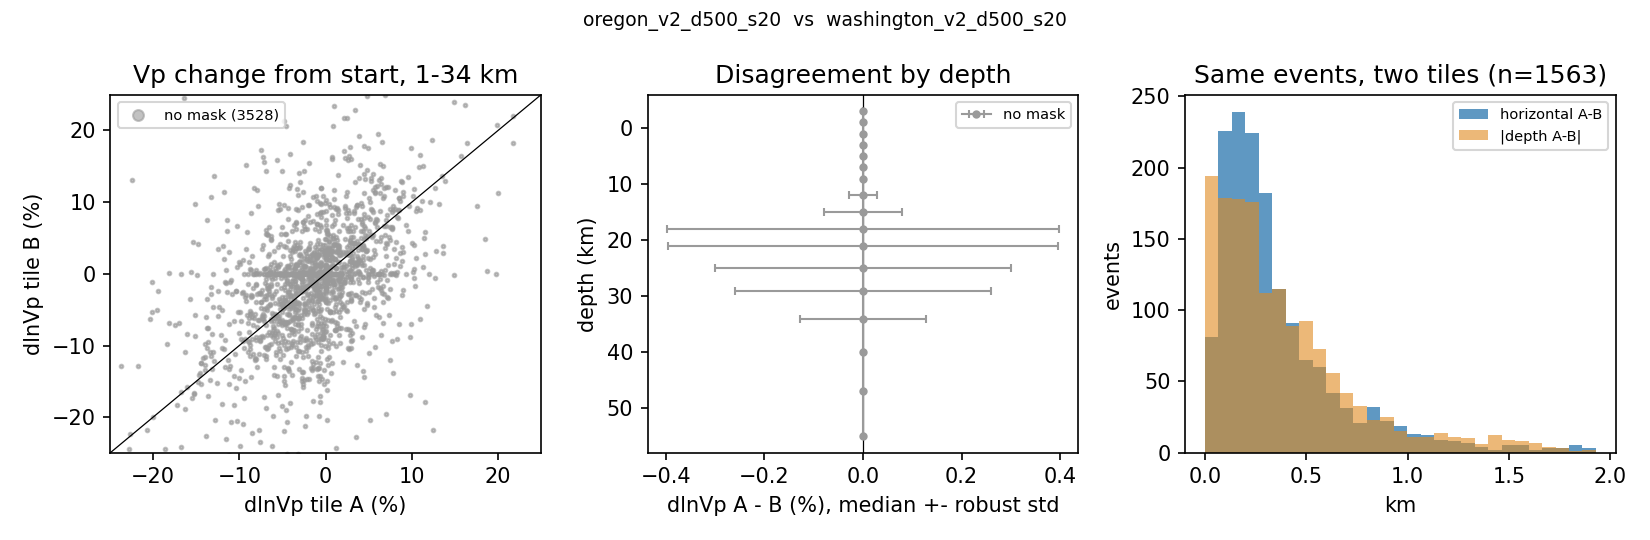 oregon_v2_d500_s20  vs  washington_v2_d500_s20
Vp change from start, 1-34 km
no mask (3528)
20
10
0
−10
−20
−20
−10
0
10
20
dlnVp tile B (%)
dlnVp tile A (%)
Disagreement by depth
no mask
0
10
20
30
40
50
−0.4
−0.2
0.0
0.2
0.4
depth (km)
dlnVp A - B (%), median +- robust std
Same events, two tiles (n=1563)
horizontal A-B
|depth A-B|
250
200
150
100
50
0
0.0
0.5
1.0
1.5
2.0
events
km